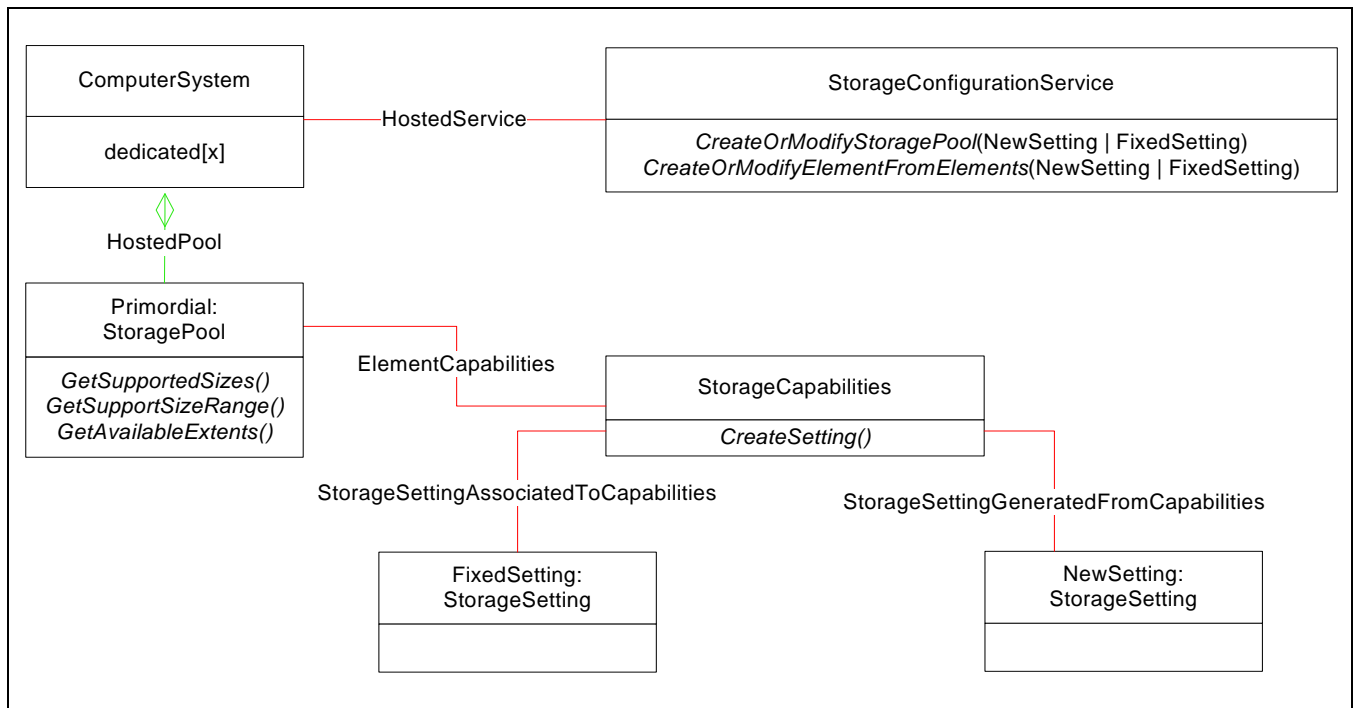 ComputerSystem
dedicated[x]
HostedService
StorageConfigurationService
CreateOrModifyStoragePool(NewSetting | FixedSetting)
CreateOrModifyElementFromElements(NewSetting | FixedSetting)
HostedPool
Primordial:
StoragePool
GetSupportedSizes()
GetSupportSizeRange()
GetAvailableExtents()
ElementCapabilities
StorageCapabilities
CreateSetting()
StorageSettingAssociatedToCapabilities
StorageSettingGeneratedFromCapabilities
FixedSetting:
StorageSetting
NewSetting:
StorageSetting